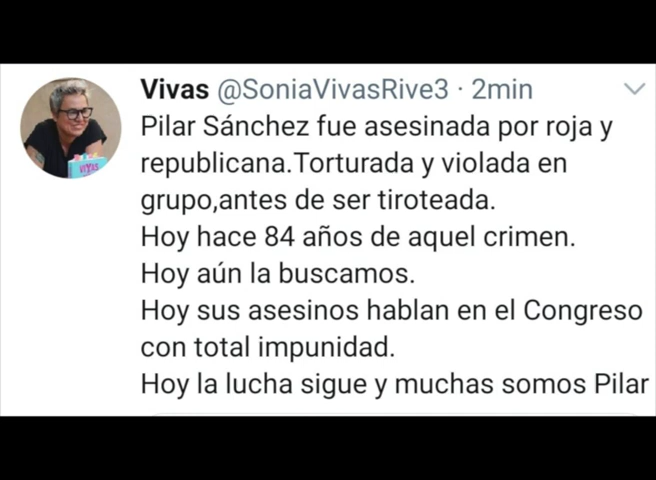 Vivas @SoniaVivasRive3 · 2min
Pilar Sánchez fue asesinada por roja y
republicana.Torturada y violada en
grupo,antes de ser tiroteada.
Hoy hace 84 años de aquel crimen.
Hoy aún la buscamos.
Hoy sus asesinos hablan en el Congreso
con total impunidad.
Hoy la lucha sigue y muchas somos Pilar